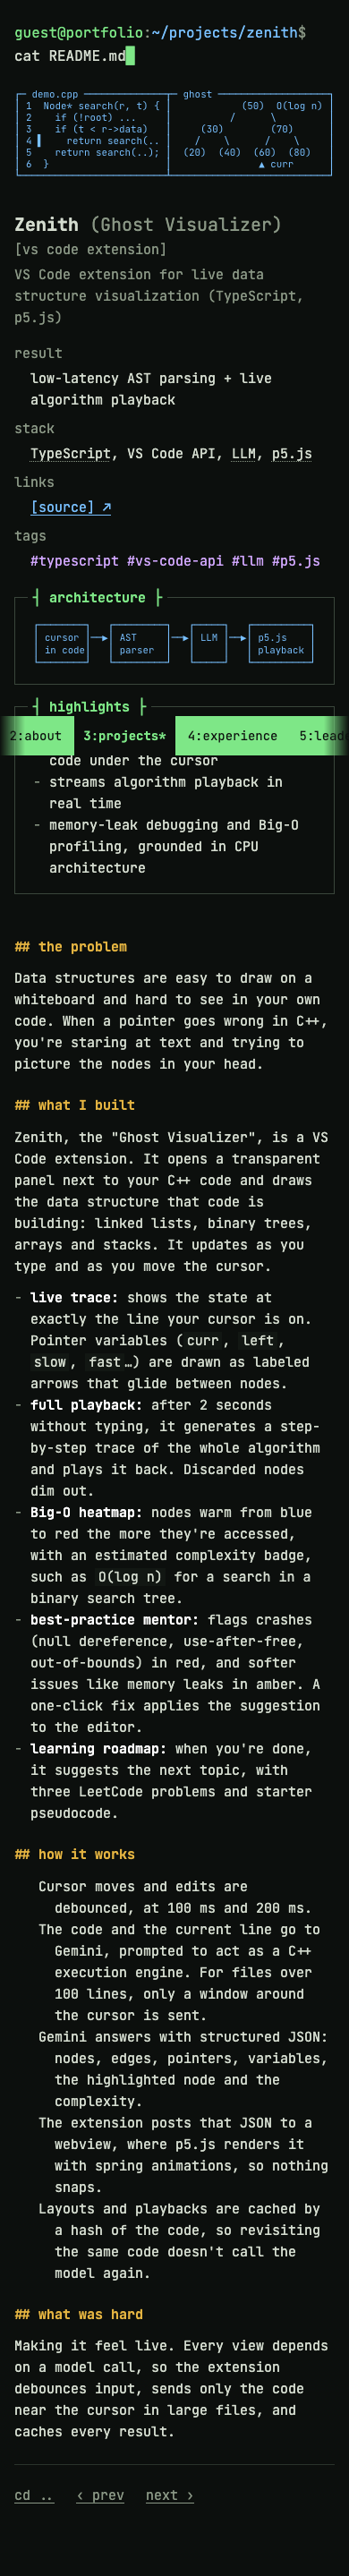 guest@portfolio:~/projects/zenith$
cat README.md
demo.cpp ghost
1 Node* search(r, t) { (50) O(log n)
2 if (!root) ... / \
3 if (t < r->data) (30) (70)
4 return search(.. / \ / \
5 return search(..); (20) (40) (60) (80)
6 } ▲ curr
Zenith (Ghost Visualizer)
[vs code extension]
VS Code extension for live data
structure visualization (TypeScript,
p5.js)
result
low-latency AST parsing + live
algorithm playback
stack
TypeScript, VS Code API, LLM, p5.js
links
[source] ↗
tags
#typescript #vs-code-api #llm #p5.js
architecture
cursor AST LLM p5.js
in code parser playback
highlights
2:about 3:projects* 4:experience 5:lead
code under the cursor
- streams algorithm playback in
real time
- memory-leak debugging and Big-O
profiling, grounded in CPU
architecture
## the problem
Data structures are easy to draw on a
whiteboard and hard to see in your own
code. When a pointer goes wrong in C++,
you're staring at text and trying to
picture the nodes in your head.
## what I built
Zenith, the "Ghost Visualizer", is a VS
Code extension. It opens a transparent
panel next to your C++ code and draws
the data structure that code is
building: linked lists, binary trees,
arrays and stacks. It updates as you
type and as you move the cursor.
- live trace: shows the state at
exactly the line your cursor is on.
Pointer variables (curr, left,
slow, fast…) are drawn as labeled
arrows that glide between nodes.
- full playback: after 2 seconds
without typing, it generates a step-
by-step trace of the whole algorithm
and plays it back. Discarded nodes
dim out.
- Big-O heatmap: nodes warm from blue
to red the more they're accessed,
with an estimated complexity badge,
such as O(log n) for a search in a
binary search tree.
- best-practice mentor: flags crashes
(null dereference, use-after-free,
out-of-bounds) in red, and softer
issues like memory leaks in amber. A
one-click fix applies the suggestion
to the editor.
- learning roadmap: when you're done,
it suggests the next topic, with
three LeetCode problems and starter
pseudocode.
## how it works
Cursor moves and edits are
debounced, at 100 ms and 200 ms.
The code and the current line go to
Gemini, prompted to act as a C++
execution engine. For files over
100 lines, only a window around
the cursor is sent.
Gemini answers with structured JSON:
nodes, edges, pointers, variables,
the highlighted node and the
complexity.
The extension posts that JSON to a
webview, where p5.js renders it
with spring animations, so nothing
snaps.
Layouts and playbacks are cached by
a hash of the code, so revisiting
the same code doesn't call the
model again.
## what was hard
Making it feel live. Every view depends
on a model call, so the extension
debounces input, sends only the code
near the cursor in large files, and
caches every result.
cd .. ‹ prev next ›